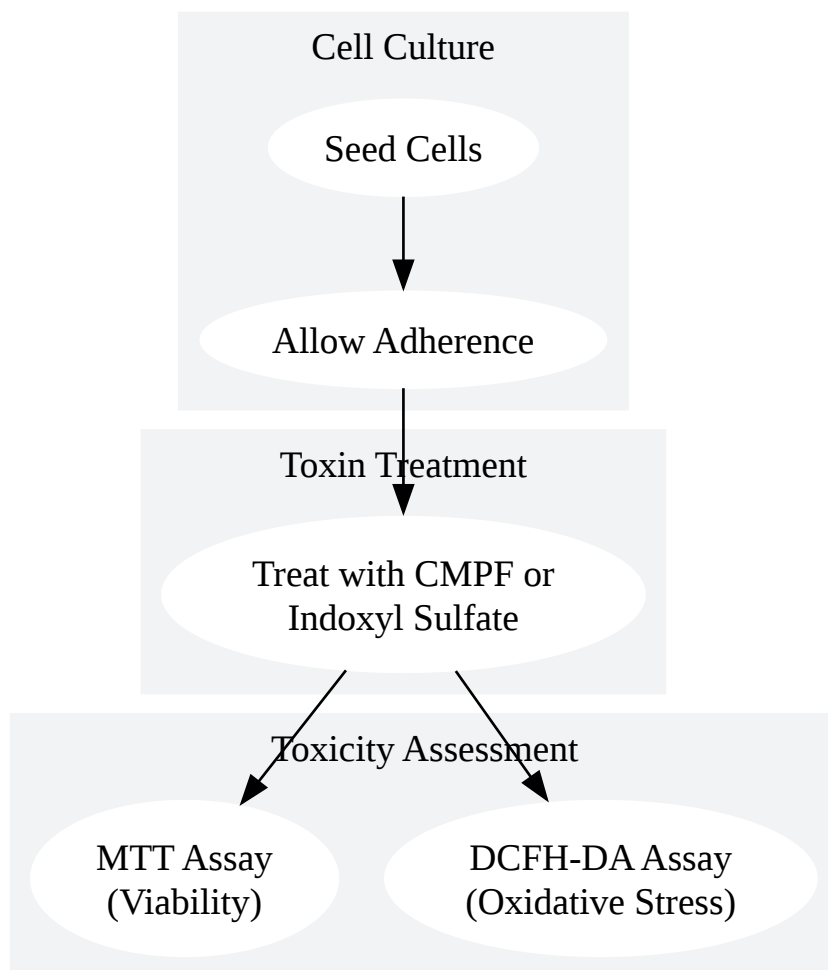 Cell Culture
Seed Cells
Allow Adherence
Toxin Treatment
Treat with CMPF or
Indoxyl Sulfate
Toxicity Assessment
MTT Assay
(Viability)
DCFH-DA Assay
(Oxidative Stress)